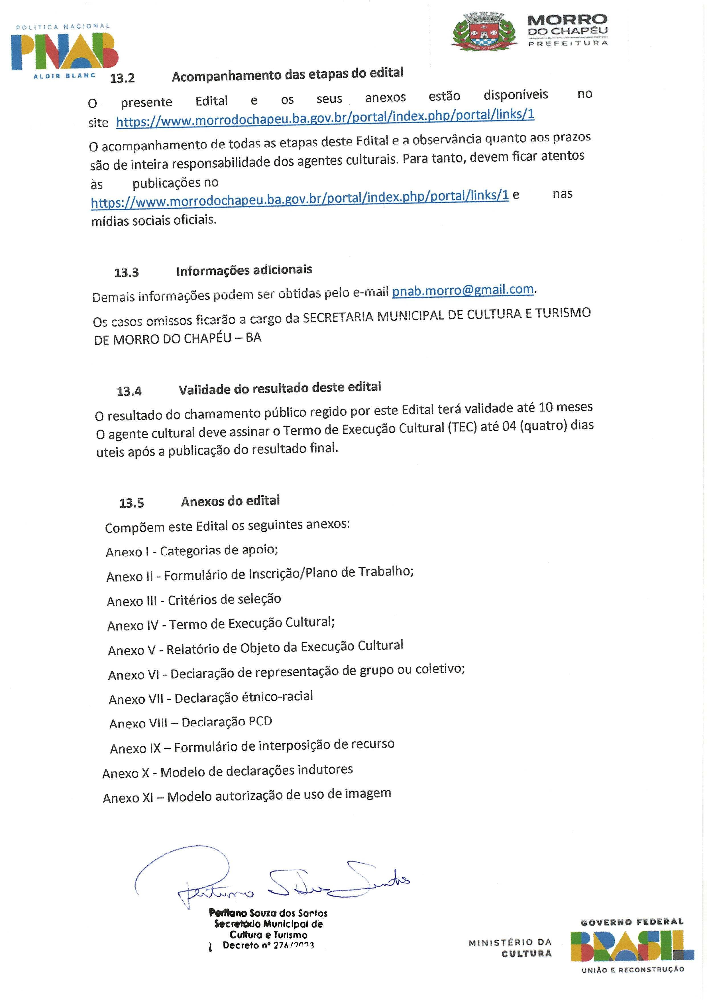 POLÍTICA NACIONAL
PNAB
ALDIR BLANC
MORRO
DO CHAPÉU
PREFEITURA
MORRO DO CHAPÉU
13.2 Acompanhamento das etapas do edital
O presente Edital e os seus anexos estão disponíveis no
site https://www.morrodochapeu.ba.gov.br/portal/index.php/portal/links/1
O acompanhamento de todas as etapas deste Edital e a observância quanto aos prazos
são de inteira responsabilidade dos agentes culturais. Para tanto, devem ficar atentos
às publicações no
https://www.morrodochapeu.ba.gov.br/portal/index.php/portal/links/1 e nas
mídias sociais oficiais.
13.3 Informações adicionais
Demais informações podem ser obtidas pelo e-mail pnab.morro@gmail.com.
Os casos omissos ficarão a cargo da SECRETARIA MUNICIPAL DE CULTURA E TURISMO
DE MORRO DO CHAPÉU – BA
13.4 Validade do resultado deste edital
O resultado do chamamento público regido por este Edital terá validade até 10 meses
O agente cultural deve assinar o Termo de Execução Cultural (TEC) até 04 (quatro) dias
uteis após a publicação do resultado final.
13.5 Anexos do edital
Compõem este Edital os seguintes anexos:
Anexo I - Categorias de apoio;
Anexo II - Formulário de Inscrição/Plano de Trabalho;
Anexo III - Critérios de seleção
Anexo IV - Termo de Execução Cultural;
Anexo V - Relatório de Objeto da Execução Cultural
Anexo VI - Declaração de representação de grupo ou coletivo;
Anexo VII - Declaração étnico-racial
Anexo VIII – Declaração PCD
Anexo IX – Formulário de interposição de recurso
Anexo X - Modelo de declarações indutores
Anexo XI – Modelo autorização de uso de imagem
Souza dos Santos
Secretário Municipal de
Cultura e Turismo
Decreto nº 276/2023
MINISTÉRIO DA
CULTURA
GOVERNO FEDERAL
BRASIL
UNIÃO E RECONSTRUÇÃO